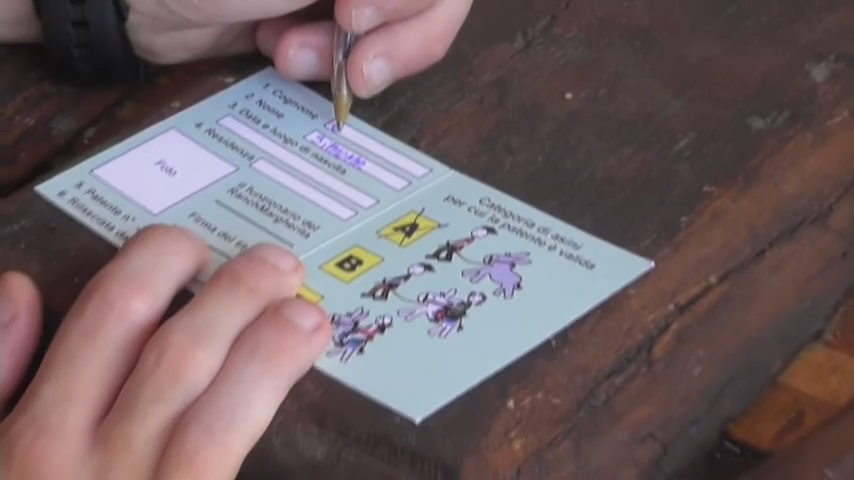 1. Cognome
2. Nome
3. Data e luogo di nascita
4. Residenza
Foto
Il funzionario del
RanchMargherita
5. Patente n°
6. Rilasciata da
Firma del
Categoria di asini
per cui la patente è valida
A
B